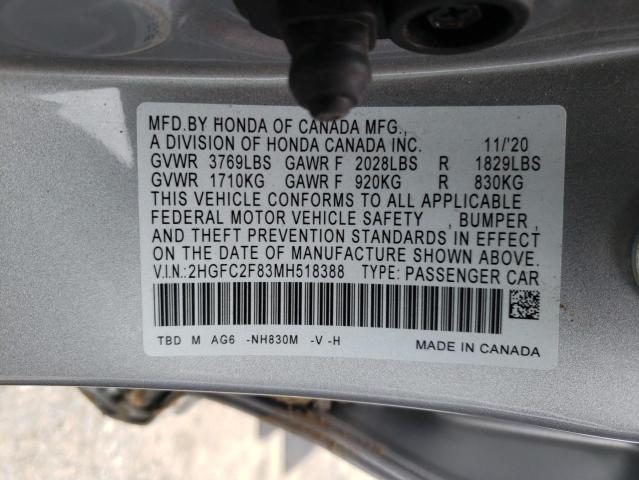 MFD.BY HONDA OF CANADA MFG.,
A DIVISION OF HONDA CANADA INC. 11/'20
GVWR 3769LBS GAWR F 2028LBS R 1829LBS
GVWR 1710KG GAWR F 920KG R 830KG
THIS VEHICLE CONFORMS TO ALL APPLICABLE
FEDERAL MOTOR VEHICLE SAFETY , BUMPER ,
AND THEFT PREVENTION STANDARDS IN EFFECT
ON THE DATE OF MANUFACTURE SHOWN ABOVE.
V.I.N.:2HGFC2F83MH518388 TYPE: PASSENGER CAR
TBD M AG6 -NH830M -V -H MADE IN CANADA